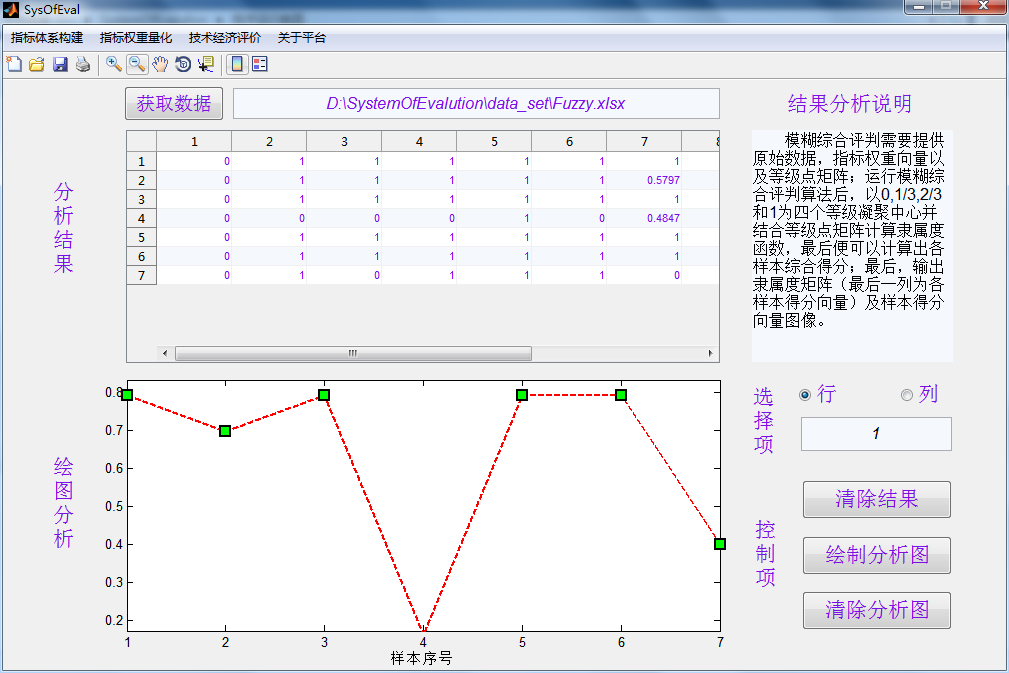 SysOfEval
指标体系构建 指标权重量化 技术经济评价 关于平台
获取数据 D:\SystemOfEvalution\data_set\Fuzzy.xlsx
结果分析说明
分析结果
1 2 3 4 5 6 7 8
1 0 1 1 1 1 1 1
2 0 1 1 1 1 1 0.5797
3 0 1 1 1 1 1 1
4 0 0 0 0 1 0 0.4847
5 0 1 1 1 1 1 1
6 0 1 1 1 1 1 1
7 0 1 0 1 1 1 0
模糊综合评判需要提供
原始数据，指标权重向量以
及等级点矩阵；运行模糊综
合评判算法后，以0,1/3,2/3
和1为四个等级凝聚中心并
结合等级点矩阵计算隶属度
函数，最后便可以计算出各
样本综合得分；最后，输出
隶属度矩阵（最后一列为各
样本得分向量）及样本得分
向量图像。
绘图分析
0.8
0.7
0.6
0.5
0.4
0.3
0.2
1 2 3 4 5 6 7
样本序号
选择项
行 列
1
控制项
清除结果
绘制分析图
清除分析图